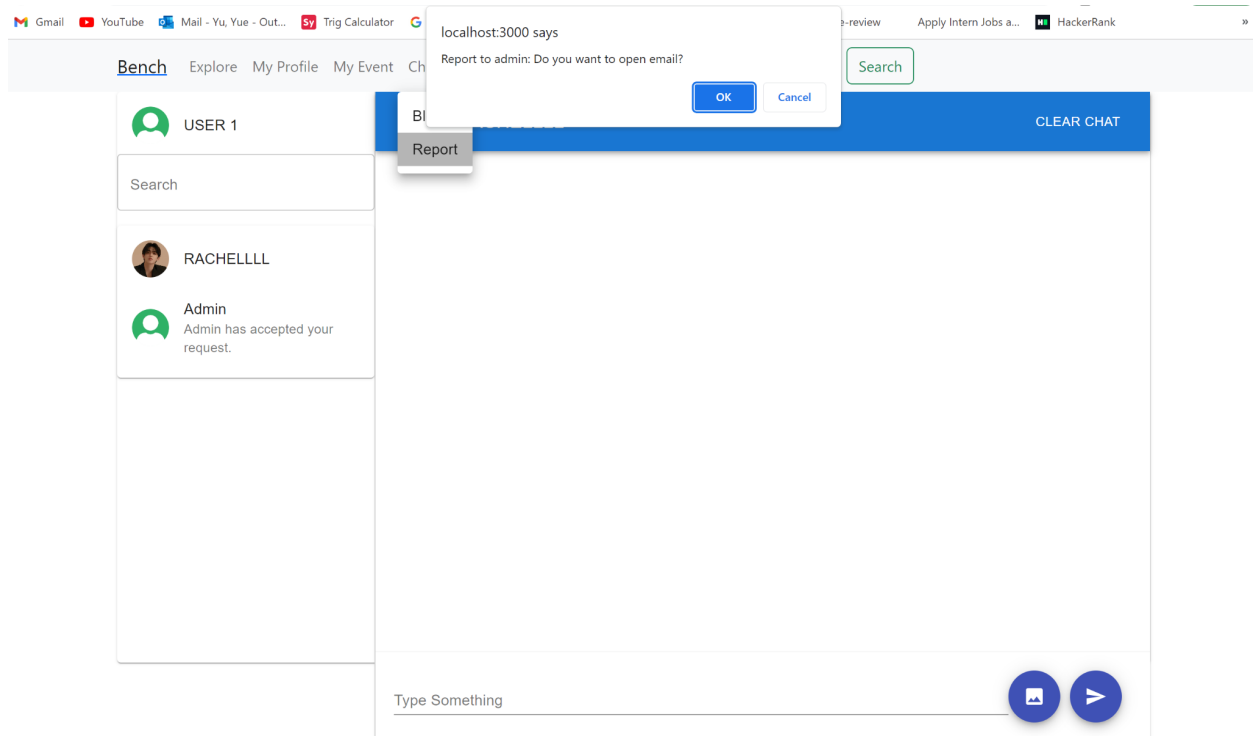 Gmail YouTube Mail - Yu, Yue - Out... Sy Trig Calculator G e-review Apply Intern Jobs a... HackerRank »
localhost:3000 says
Report to admin: Do you want to open email?
OK Cancel
Bench Explore My Profile My Event Search
USER 1
CLEAR CHAT
Report
Search
RACHELLLL
Admin
Admin has accepted your
request.
Type Something